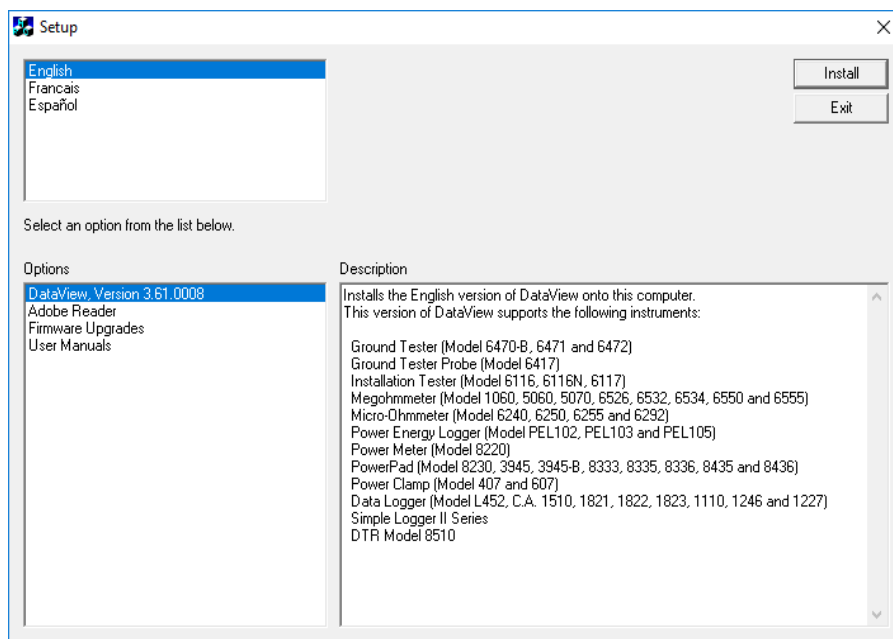 Setup
English
Francais
Español
Install
Exit
Select an option from the list below.
Options
DataView, Version 3.61.0008
Adobe Reader
Firmware Upgrades
User Manuals
Description
Installs the English version of DataView onto this computer.
This version of DataView supports the following instruments:
Ground Tester (Model 6470-B, 6471 and 6472)
Ground Tester Probe (Model 6417)
Installation Tester (Model 6116, 6116N, 6117)
Megohmmeter (Model 1060, 5060, 5070, 6526, 6532, 6534, 6550 and 6555)
Micro-Ohmmeter (Model 6240, 6250, 6255 and 6292)
Power Energy Logger (Model PEL102, PEL103 and PEL105)
Power Meter (Model 8220)
PowerPad (Model 8230, 3945, 3945-B, 8333, 8335, 8336, 8435 and 8436)
Power Clamp (Model 407 and 607)
Data Logger (Model L452, C.A. 1510, 1821, 1822, 1823, 1110, 1246 and 1227)
Simple Logger II Series
DTR Model 8510